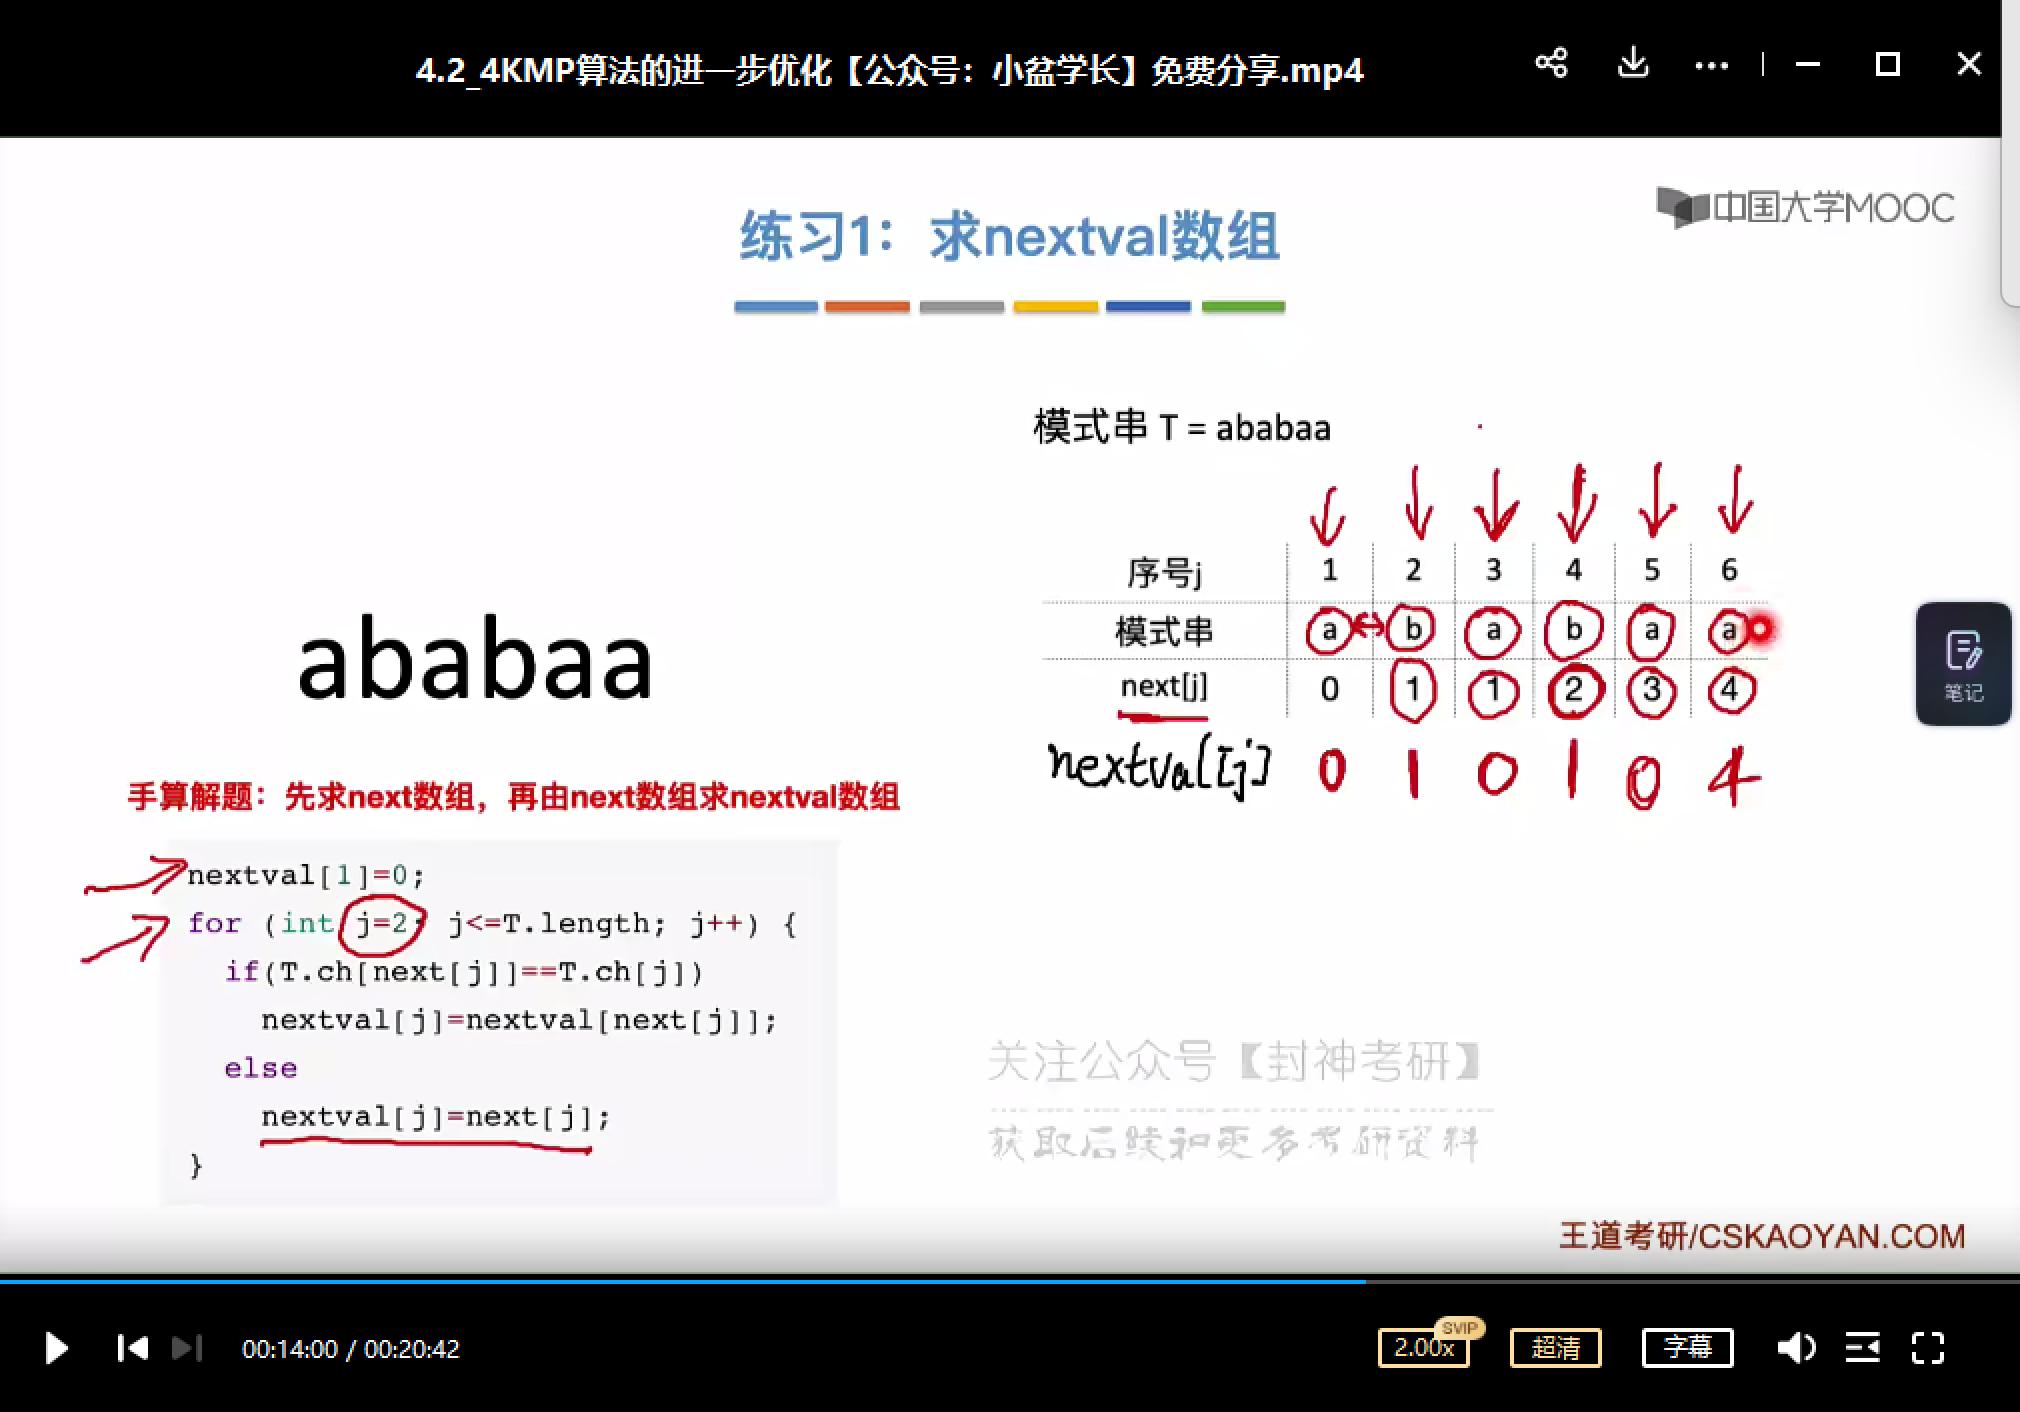 4.2_4KMP算法的进一步优化【公众号：小盆学长】免费分享.mp4
中国大学MOOC
练习1：求nextval数组
模式串 T = ababaa
序号j 1 2 3 4 5 6
模式串 a b a b a a
next[j] 0 1 1 2 3 4
nextval[j] 0 1 0 1 0 4
ababaa
手算解题：先求next数组，再由next数组求nextval数组
nextval[1]=0;
for (int j=2; j<=T.length; j++) {
if(T.ch[next[j]]==T.ch[j])
nextval[j]=nextval[next[j]];
else
nextval[j]=next[j];
}
笔记
关注公众号【封神考研】
获取后续和更多考研资料
王道考研/CSKAOYAN.COM
00:14:00 / 00:20:42
2.00x
SVIP
超清
字幕